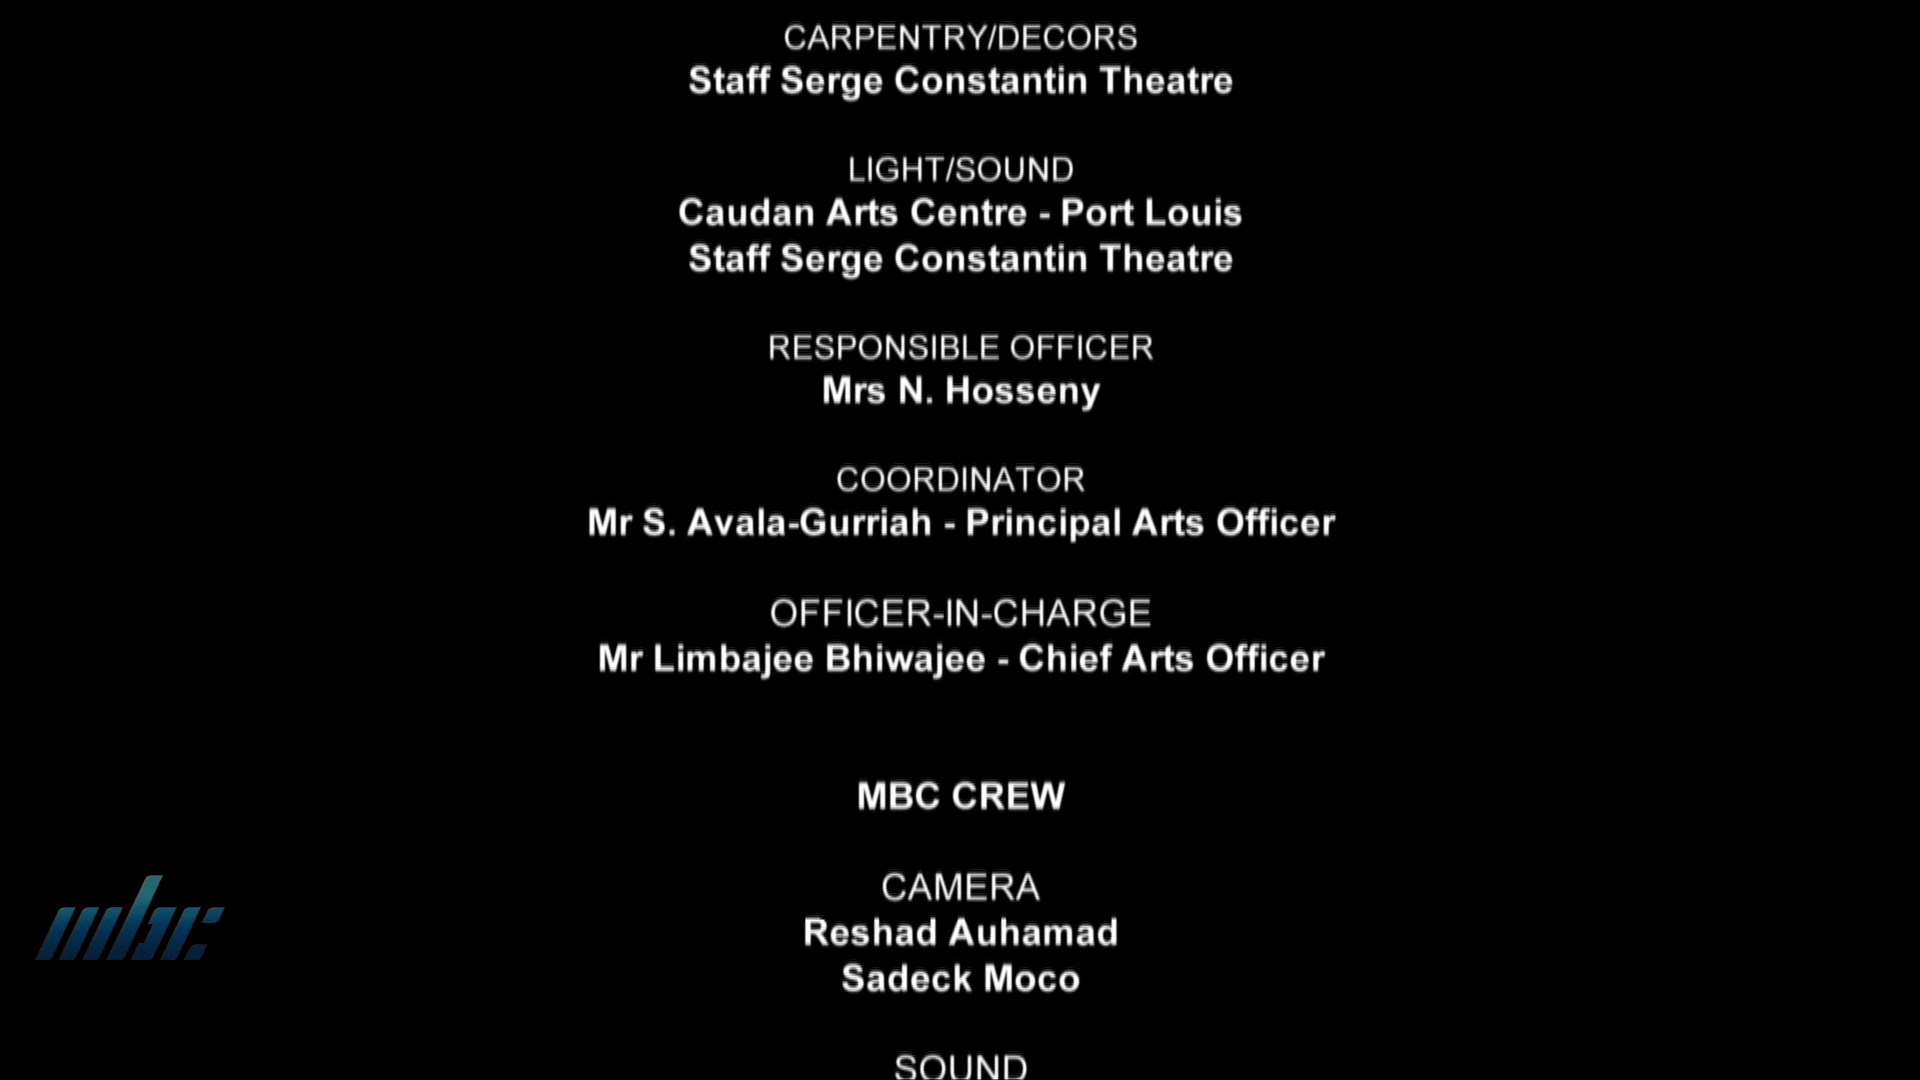 CARPENTRY/DECORS
Staff Serge Constantin Theatre
LIGHT/SOUND
Caudan Arts Centre - Port Louis
Staff Serge Constantin Theatre
RESPONSIBLE OFFICER
Mrs N. Hosseny
COORDINATOR
Mr S. Avala-Gurriah - Principal Arts Officer
OFFICER-IN-CHARGE
Mr Limbajee Bhiwajee - Chief Arts Officer
MBC CREW
CAMERA
Reshad Auhamad
Sadeck Moco
mbc
SOUND